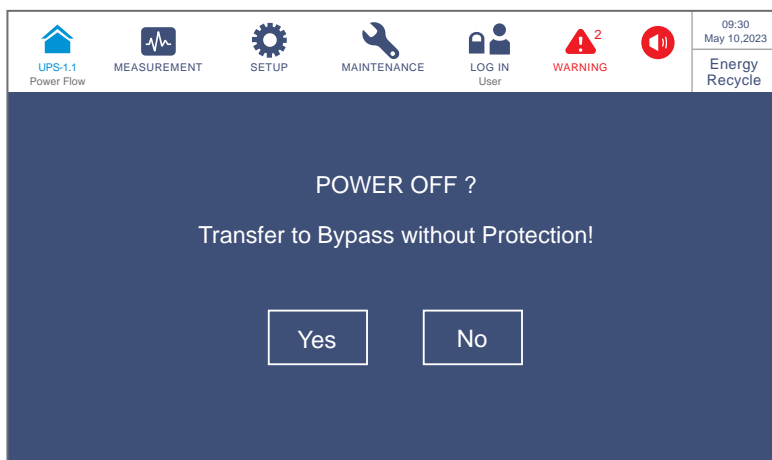 UPS-1.1
Power Flow
MEASUREMENT
SETUP
MAINTENANCE
LOG IN
User
2
WARNING
09:30
May 10,2023
Energy
Recycle
POWER OFF ?
Transfer to Bypass without Protection!
Yes
No